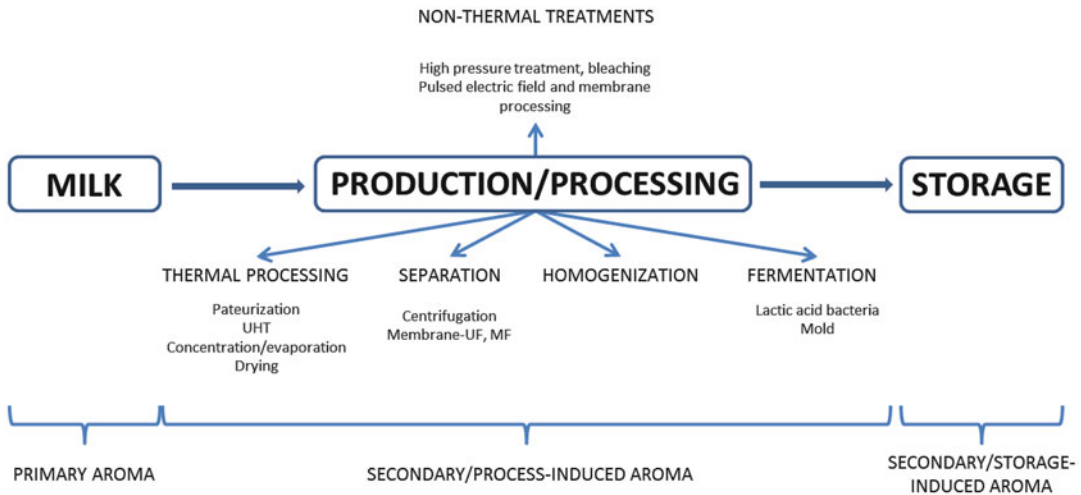 NON-THERMAL TREATMENTS
High pressure treatment, bleaching
Pulsed electric field and membrane
processing
MILK
PRODUCTION/PROCESSING
STORAGE
THERMAL PROCESSING
Pateurization
UHT
Concentration/evaporation
Drying
SEPARATION
Centrifugation
Membrane-UF, MF
HOMOGENIZATION
FERMENTATION
Lactic acid bacteria
Mold
PRIMARY AROMA
SECONDARY/PROCESS-INDUCED AROMA
SECONDARY/STORAGE-
INDUCED AROMA